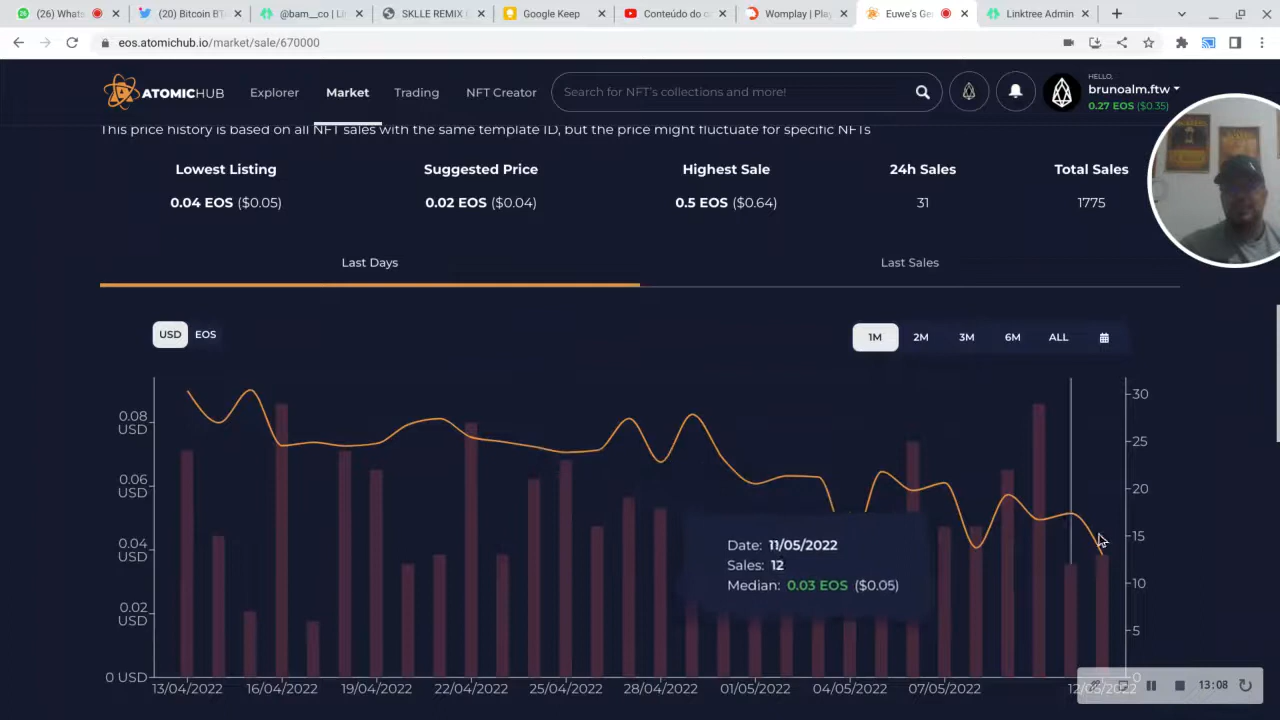 (26) Whats
(20) Bitcoin BT
@bam__co | Li
SKLLE REMIX (
Google Keep
Conteúdo do c
Womplay | Play
Euwe's Ge
Linktree Admin
eos.atomichub.io/market/sale/670000
ATOMICHUB
Explorer
Market
Trading
NFT Creator
Search for NFT's collections and more!
HELLO,
brunoalm.ftw
0.27 EOS ($0.35)
This price history is based on all NFT sales with the same template ID, but the price might fluctuate for specific NFTs
Lowest Listing Suggested Price Highest Sale 24h Sales Total Sales
0.04 EOS ($0.05) 0.02 EOS ($0.04) 0.5 EOS ($0.64) 31 1775
Last Days Last Sales
USD EOS
1M 2M 3M 6M ALL
0.08 USD
0.06 USD
0.04 USD
0.02 USD
0 USD
30
25
20
15
10
5
0
Date: 11/05/2022
Sales: 12
Median: 0.03 EOS ($0.05)
13/04/2022 16/04/2022 19/04/2022 22/04/2022 25/04/2022 28/04/2022 01/05/2022 04/05/2022 07/05/2022 12/05/2022
13:08